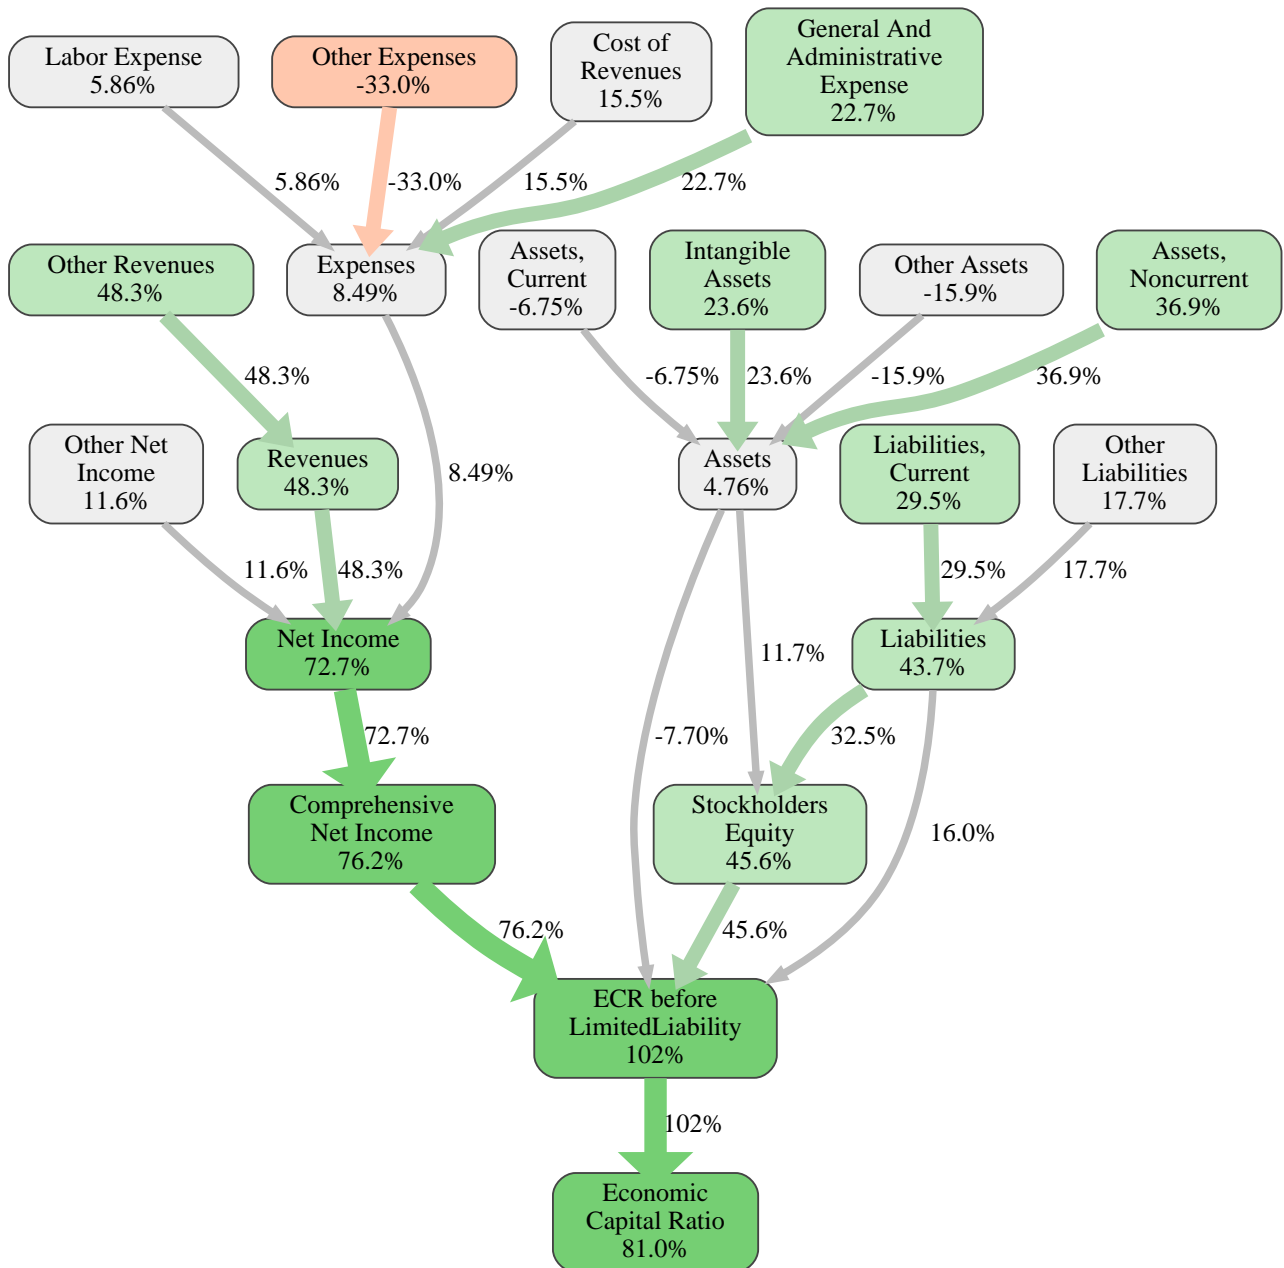 Labor Expense
5.86%
Other Expenses
-33.0%
Cost of
Revenues
15.5%
General And
Administrative
Expense
22.7%
5.86%
-33.0%
15.5%
22.7%
Other Revenues
48.3%
Expenses
8.49%
Assets,
Current
-6.75%
Intangible
Assets
23.6%
Other Assets
-15.9%
Assets,
Noncurrent
36.9%
48.3%
-6.75%
23.6%
-15.9%
36.9%
Other Net
Income
11.6%
Revenues
48.3%
8.49%
Assets
4.76%
Liabilities,
Current
29.5%
Other
Liabilities
17.7%
11.6%
48.3%
29.5%
17.7%
Net Income
72.7%
11.7%
Liabilities
43.7%
72.7%
-7.70%
32.5%
Comprehensive
Net Income
76.2%
Stockholders
Equity
45.6%
16.0%
76.2%
45.6%
ECR before
LimitedLiability
102%
102%
Economic
Capital Ratio
81.0%